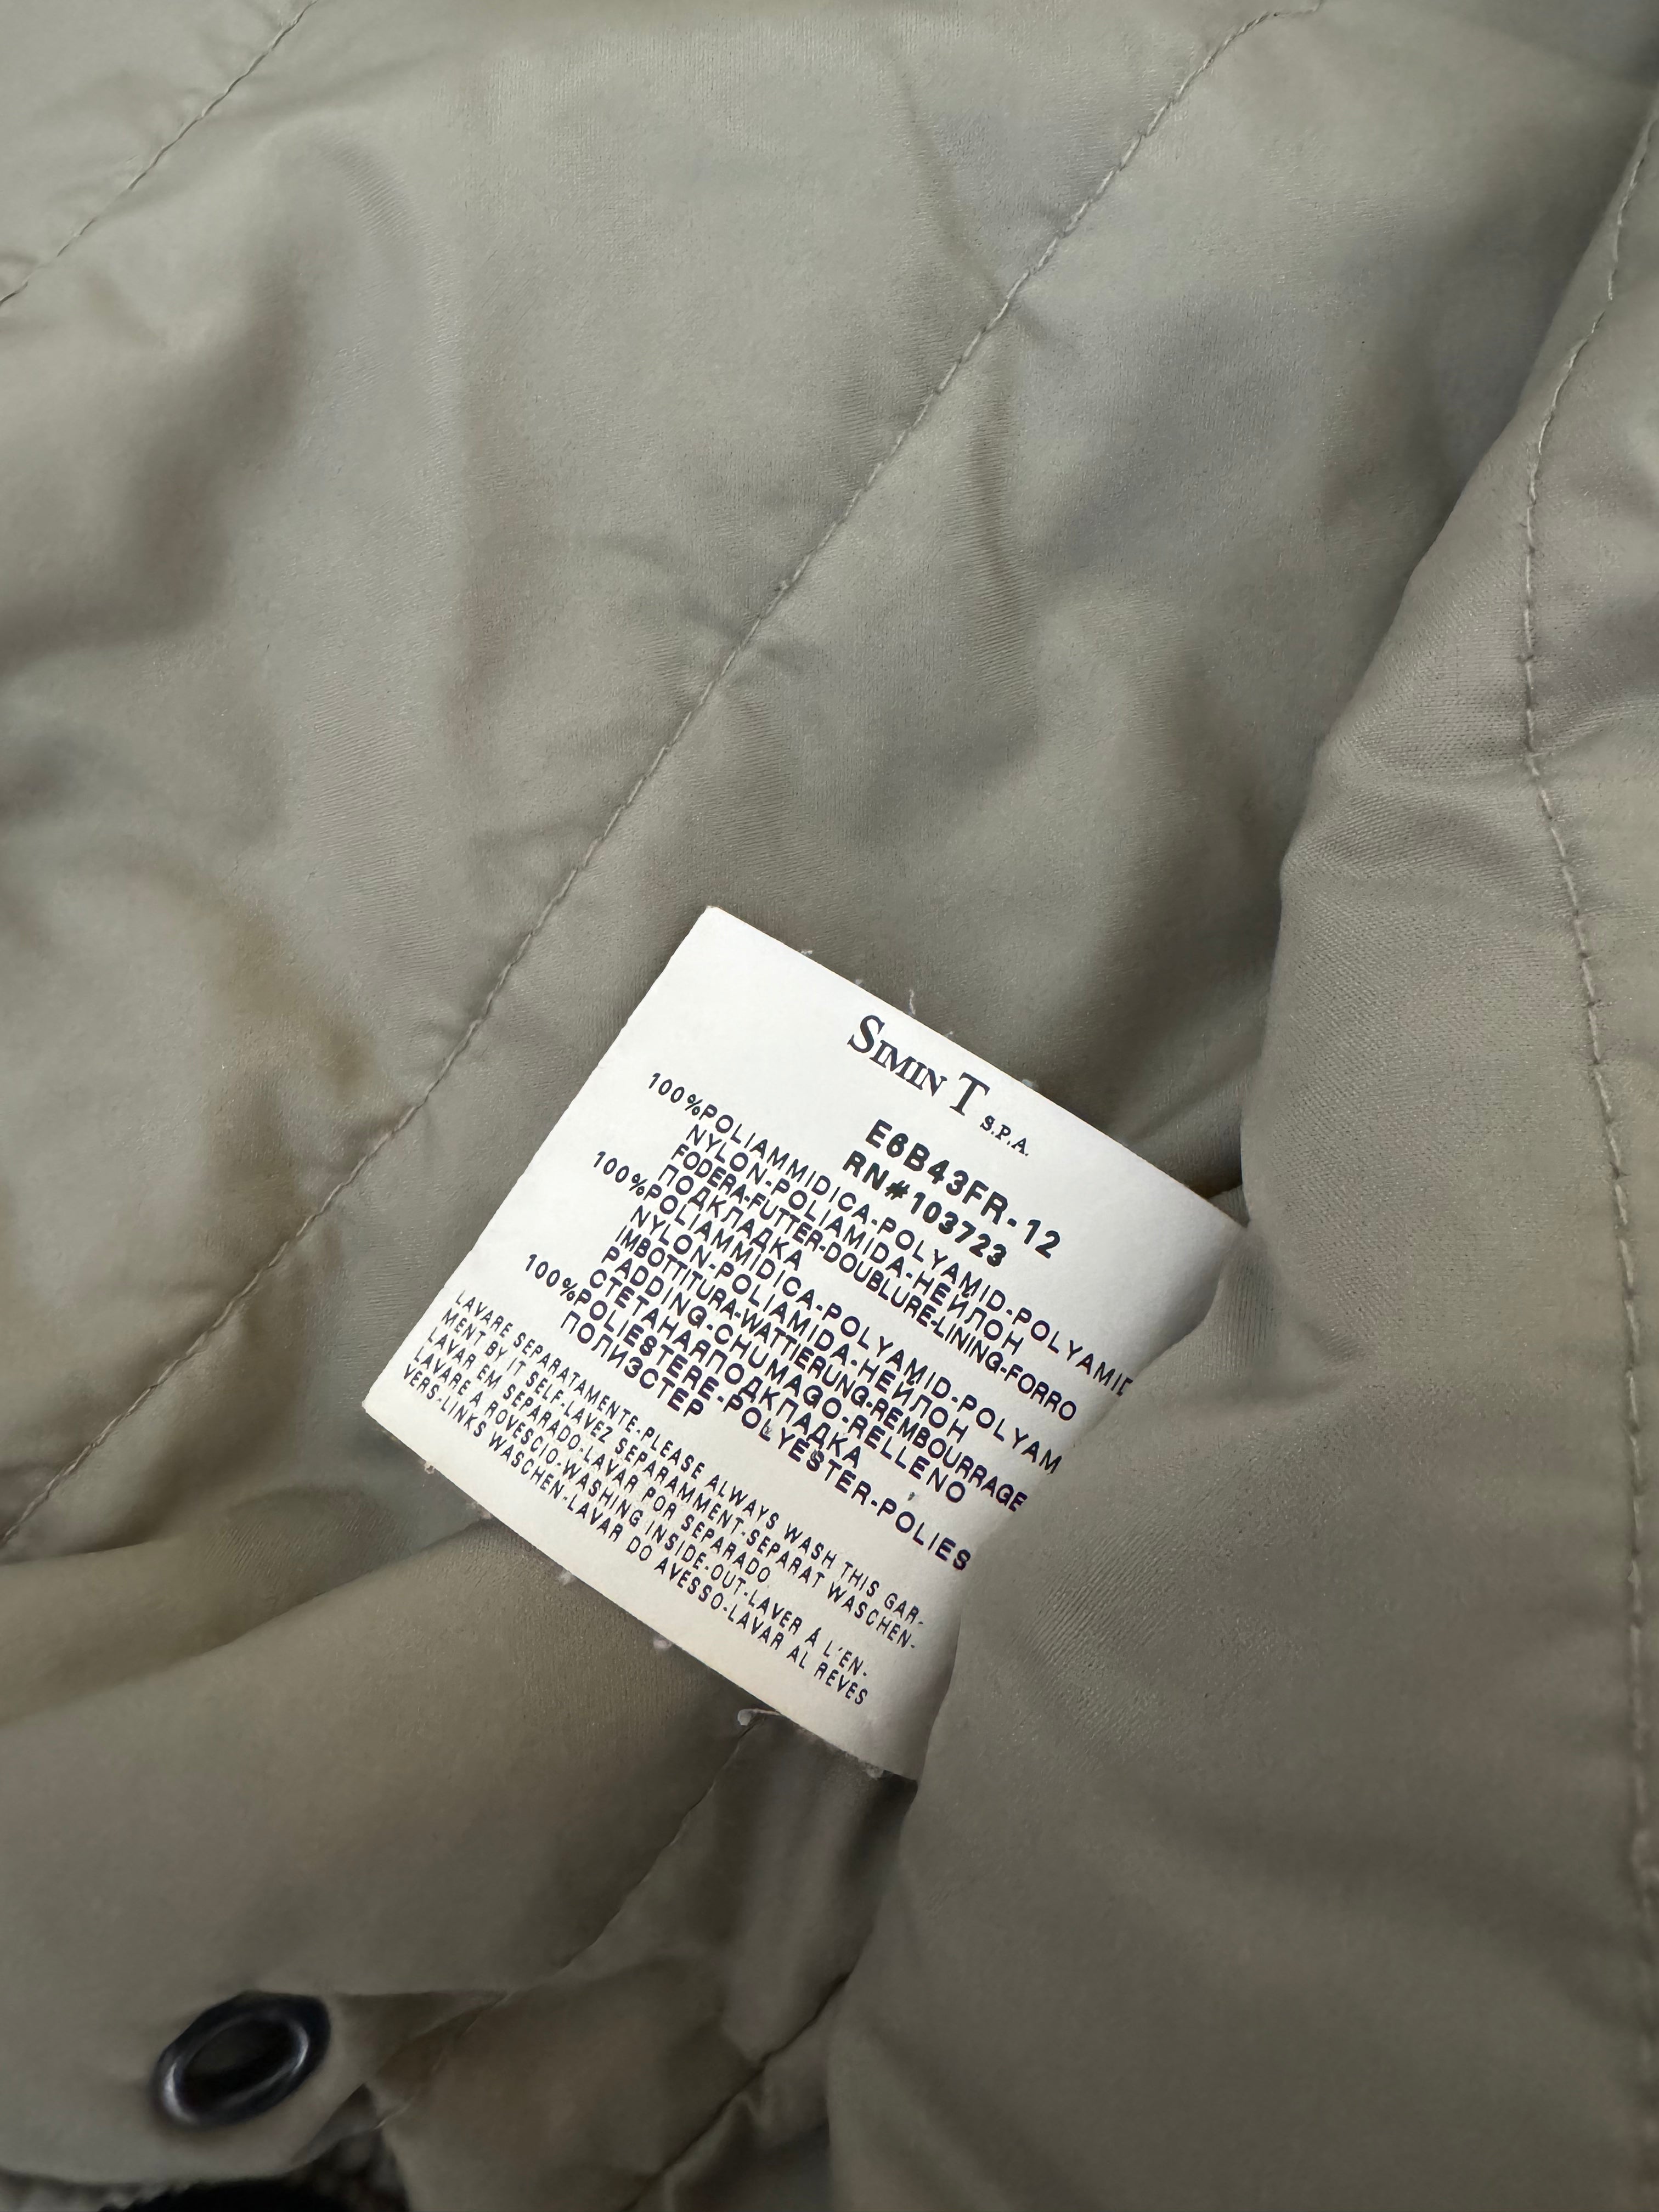 SIMIN T S.P.A.
E6B43FR-12
RN#103723
100%POLIAMMIDICA-POLYAMID-POLYAMID
NYLON-POLIAMIDA-НЕЙЛОН
FODERA-FUTTER-DOUBLURE-LINING-FORRO
ПОДКЛАДКА
100%POLIAMMIDICA-POLYAMID-POLYAM
NYLON-POLIAMIDA-НЕЙЛОН
IMBOTTITURA-WATTIERUNG-REMBOURRAGE
PADDING-CHUMAGO-RELLENO
СТЕТАНАЯПОДКЛАДКА
100%POLIESTERE-POLYESTER-POLIES
ПОЛИЗСТЕР
LAVARE SEPARATAMENTE-PLEASE ALWAYS WASH THIS GAR-
MENT BY IT SELF-LAVEZ SEPARAMMENT-SEPARAT WASCHEN-
LAVAR EM SEPARADO-LAVAR POR SEPARADO
LAVARE A ROVESCIO-WASHING INSIDE-OUT-LAVER Á L'EN-
VERS-LINKS WASCHEN-LAVAR DO AVESSO-LAVAR AL REVES